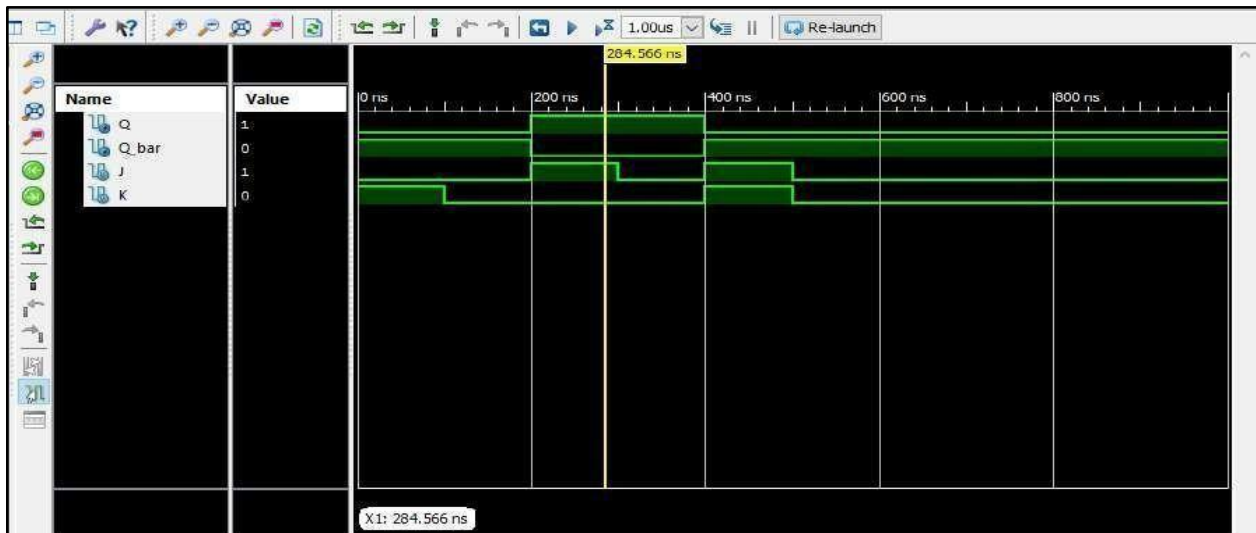 1.00us Re-launch
284.566 ns
Name Value 0 ns 200 ns 400 ns 600 ns 800 ns
Q 1
Q_bar 0
J 1
K 0
X1: 284.566 ns